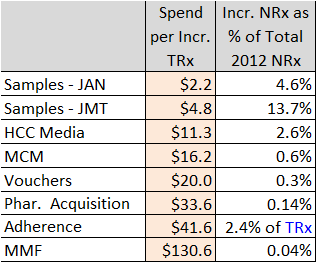 Spend per Incr. TRx | Incr. NRx as % of Total 2012 NRx
Samples - JAN $2.2 4.6%
Samples - JMT $4.8 13.7%
HCC Media $11.3 2.6%
MCM $16.2 0.6%
Vouchers $20.0 0.3%
Phar. Acquisition $33.6 0.14%
Adherence $41.6 2.4% of TRx
MMF $130.6 0.04%